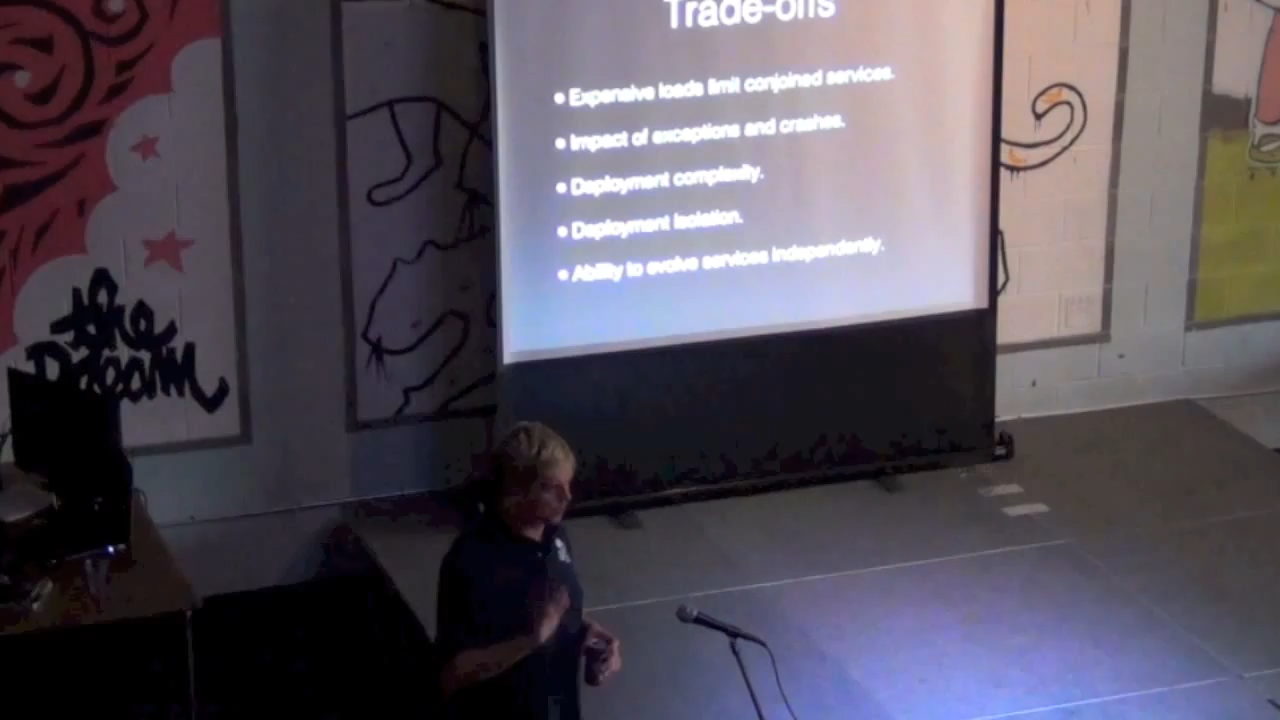 Trade-offs
• Expensive loads limit conjoined services.
• Impact of exceptions and crashes.
• Deployment complexity.
• Deployment isolation.
• Ability to evolve services independently.
the
Dream